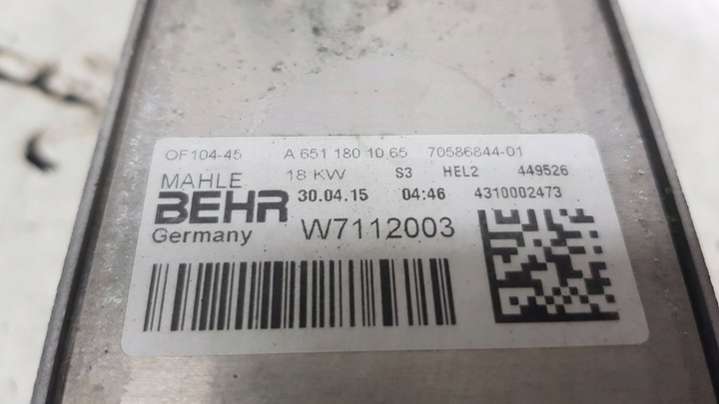 OF104-45 A 651 180 10 65 70586844-01
MAHLE 18 KW S3 HEL2 449526
BEHR 30.04.15 04:46 4310002473
Germany W7112003